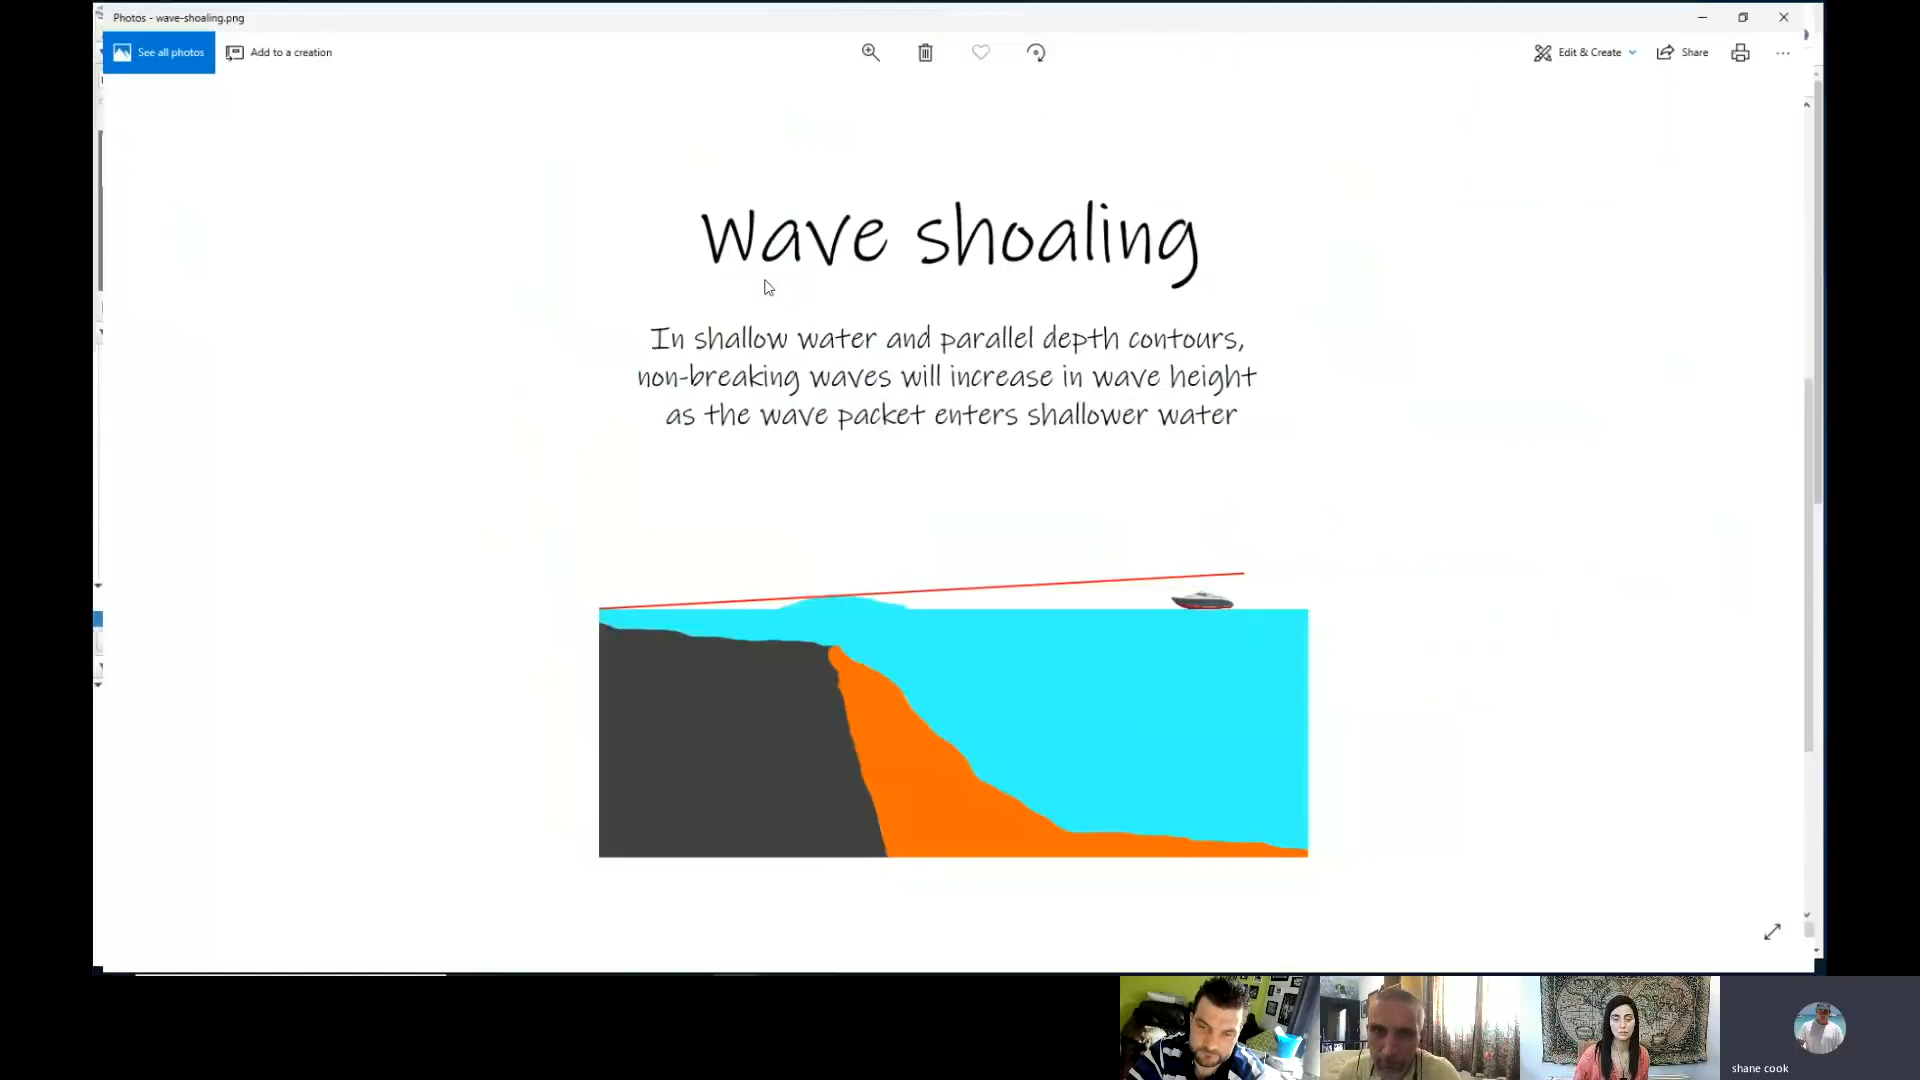 Photos - wave-shoaling.png
See all photos
Add to a creation
Edit & Create
Share
Wave shoaling
In shallow water and parallel depth contours,
non-breaking waves will increase in wave height
as the wave packet enters shallower water
shane cook